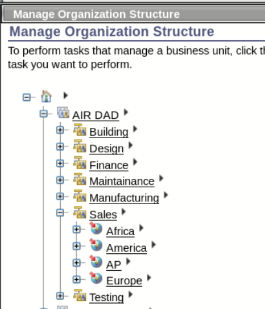 Manage Organization Structure
Manage Organization Structure
To perform tasks that manage a business unit, click th
task you want to perform.
AIR DAD
Building
Design
Finance
Maintainance
Manufacturing
Sales
Africa
America
AP
Europe
Testing